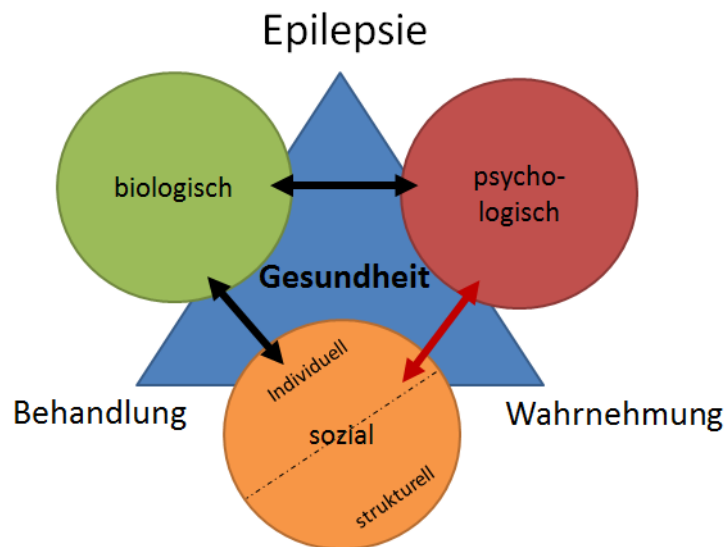 Epilepsie
biologisch
psycho-
logisch
Gesundheit
Individuell
Behandlung
Wahrnehmung
sozial
strukturell